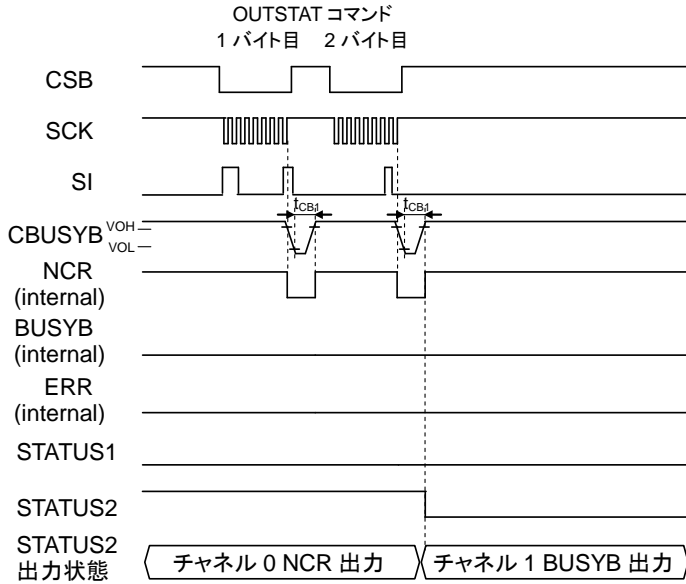 OUTSTAT コマンド
1 バイト目 2 バイト目
CSB
SCK
SI
tCB1 tCB1
CBUSYB VOH
VOL
NCR
(internal)
BUSYB
(internal)
ERR
(internal)
STATUS1
STATUS2
STATUS2
出力状態
チャネル 0 NCR 出力 チャネル 1 BUSYB 出力